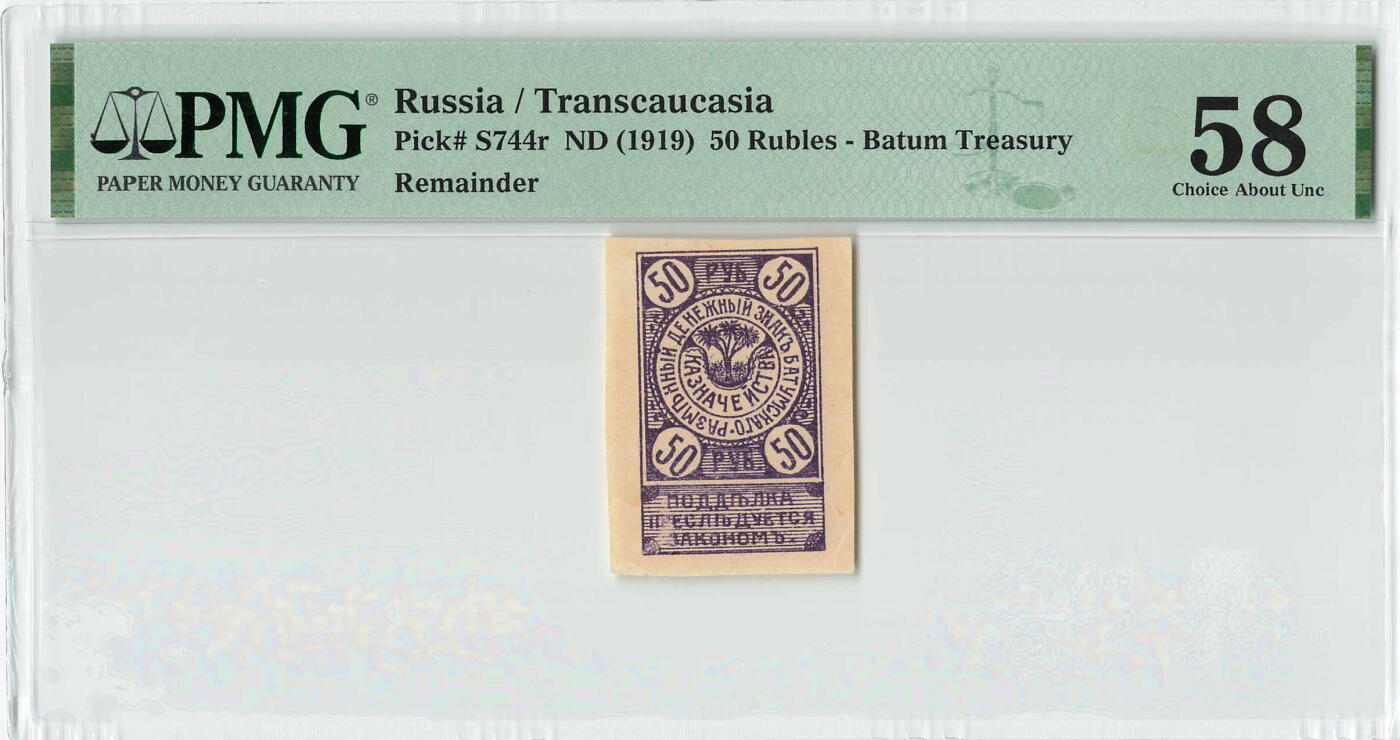 PMG®
PAPER MONEY GUARANTY
Russia / Transcaucasia
Pick# S744r ND (1919) 50 Rubles - Batum Treasury
Remainder
58
Choice About Unc
50 РУБ 50
РАЗМѢННЫЙ ДЕНЕЖНЫЙ ЗНАКЪ БАТУМСКАГО
КАЗНАЧЕЙСТВА
50 РУБ 50
ПОДДѢЛКА
ПРЕСЛѢДУЕТСЯ
ЗАКОНОМЪ.